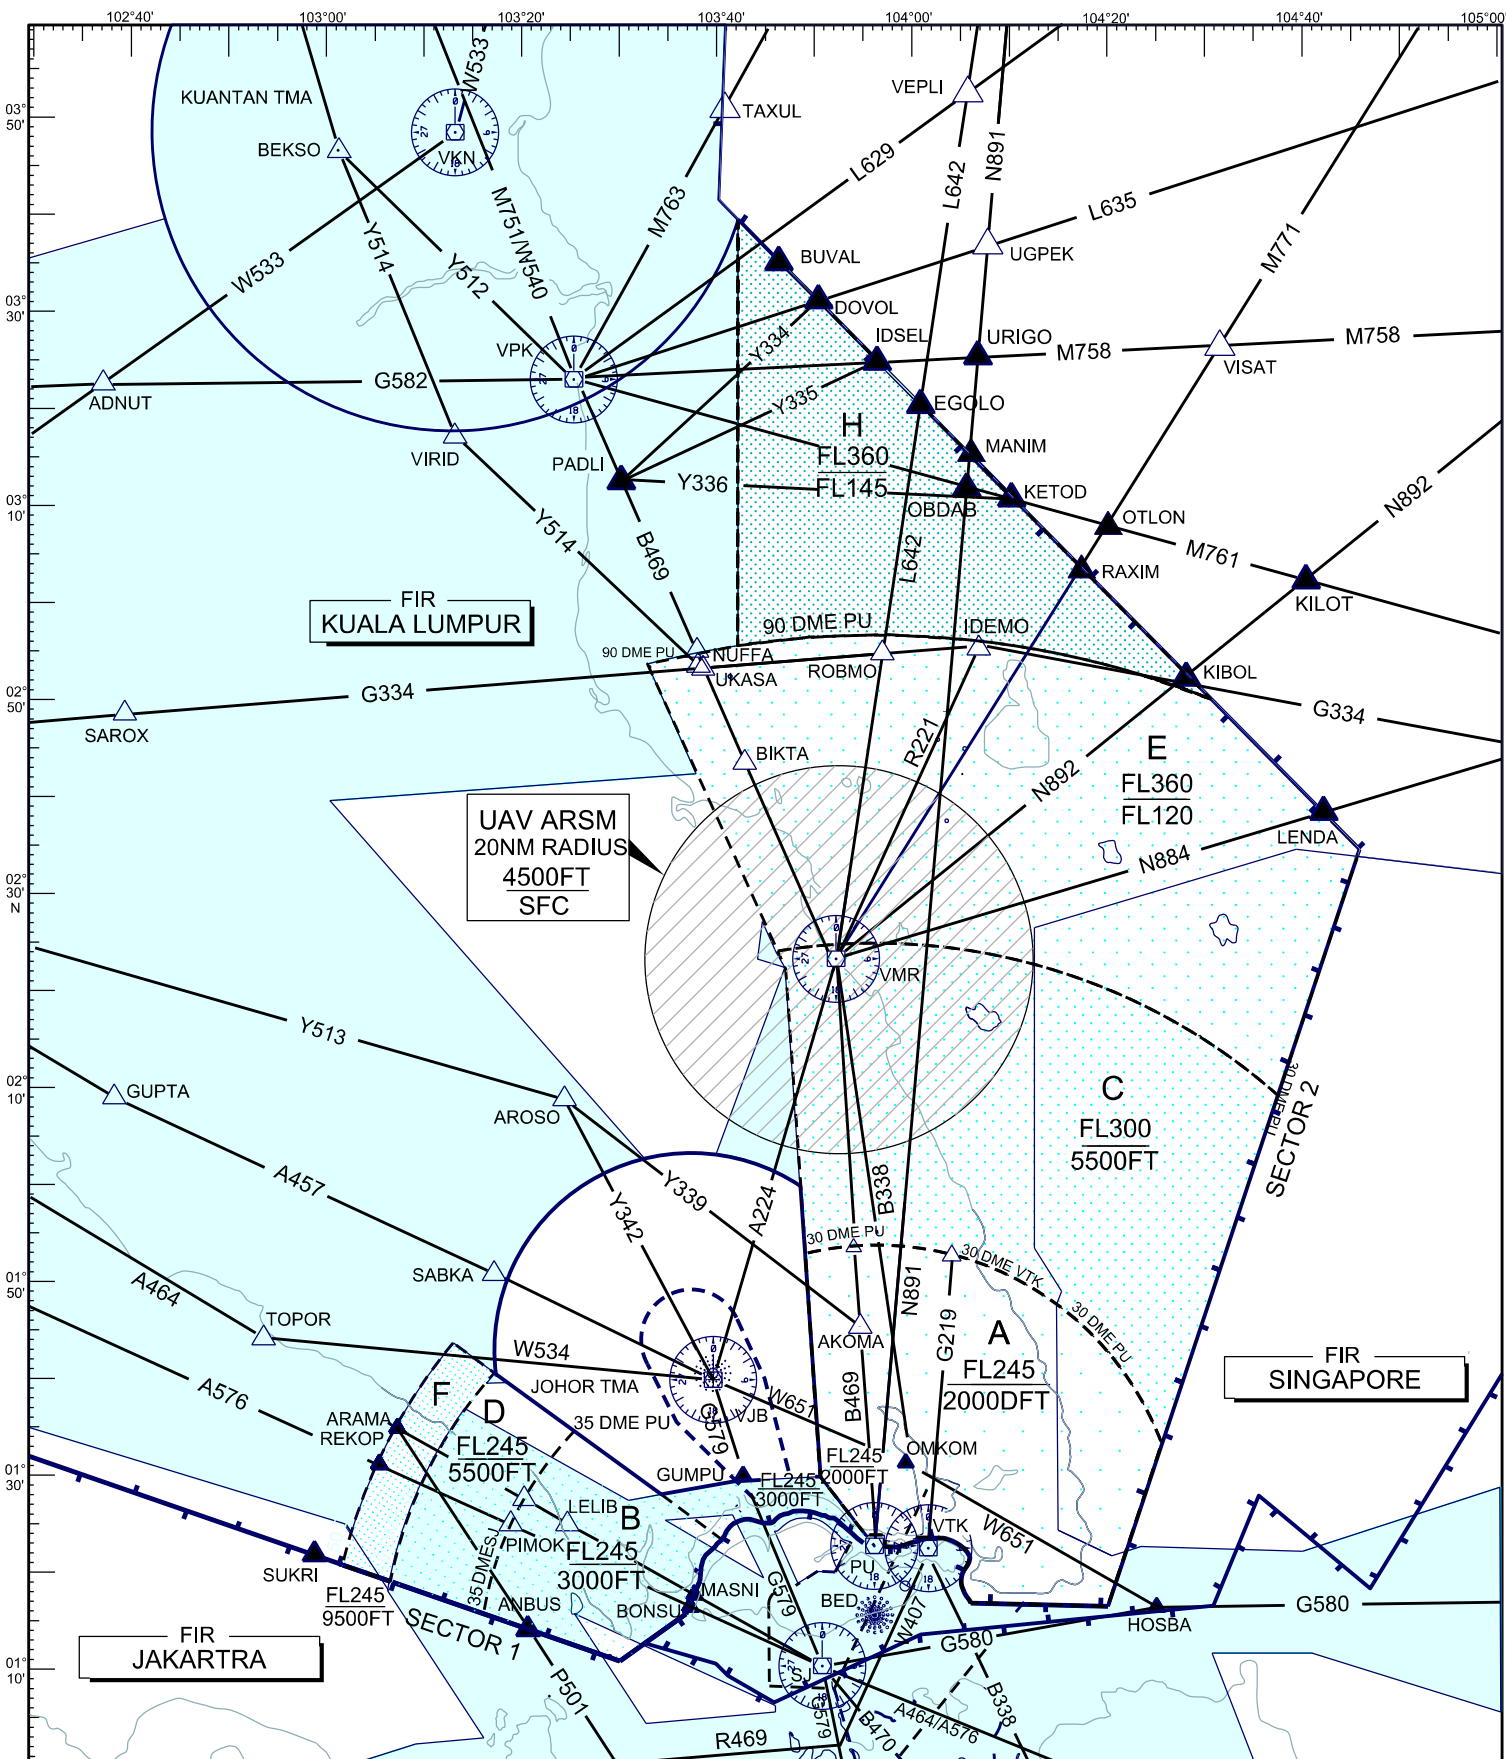 102°40'
103°00'
103°20'
103°40'
104°00'
104°20'
104°40'
105°00'
03°
50'
03°
30'
03°
10'
02°
50'
02°
30'
N
02°
10'
01°
50'
01°
30'
01°
10'
KUANTAN TMA
W533
VKN
BEKSO
TAXUL
VEPLI
L629
L642
N891
L635
M763
M751/W540
Y514
Y512
W533
UGPEK
M771
BUVAL
DOVOL
IDSEL
URIGO
M758
M758
VISAT
VPK
G582
ADNUT
Y334
Y335
EGOLO
VIRID
PADLI
H
FL360
FL145
MANIM
Y336
OBDAB
KETOD
OTLON
N892
Y514
B469
L642
M761
RAXIM
KILOT
FIR
KUALA LUMPUR
90 DME PU
90 DME PU
IDEMO
NUFFA
UKASA
ROBMO
KIBOL
G334
G334
SAROX
BIKTA
R221
N892
E
FL360
FL120
UAV ARSM
20NM RADIUS
4500FT
SFC
LENDA
N884
VMR
Y513
GUPTA
AROSO
C
FL300
5500FT
30 DME PU
SECTOR 2
A457
Y342
Y339
A224
B338
30 DME PU
30 DME VTK
30 DME PU
SABKA
A464
TOPOR
N891
G219
AKOMA
A
FL245
2000DFT
W534
JOHOR TMA
VJB
W651
B469
FIR
SINGAPORE
A576
F
D
FL245
5500FT
ARAMA
REKOP
35 DME PU
G579
GUMPU
FL245
2000FT
FL245
3000FT
OMKOM
LELIB
PIMOK
B
FL245
3000FT
35 DMESJ
PU
VTK
W651
SUKRI
FL245
9500FT
ANBUS
SECTOR 1
MASNI
BONSU
G579
BED
W407
G580
G580
HOSBA
FIR
JAKARTRA
SJ
P501
R469
G579
B470
A464/A576
B338